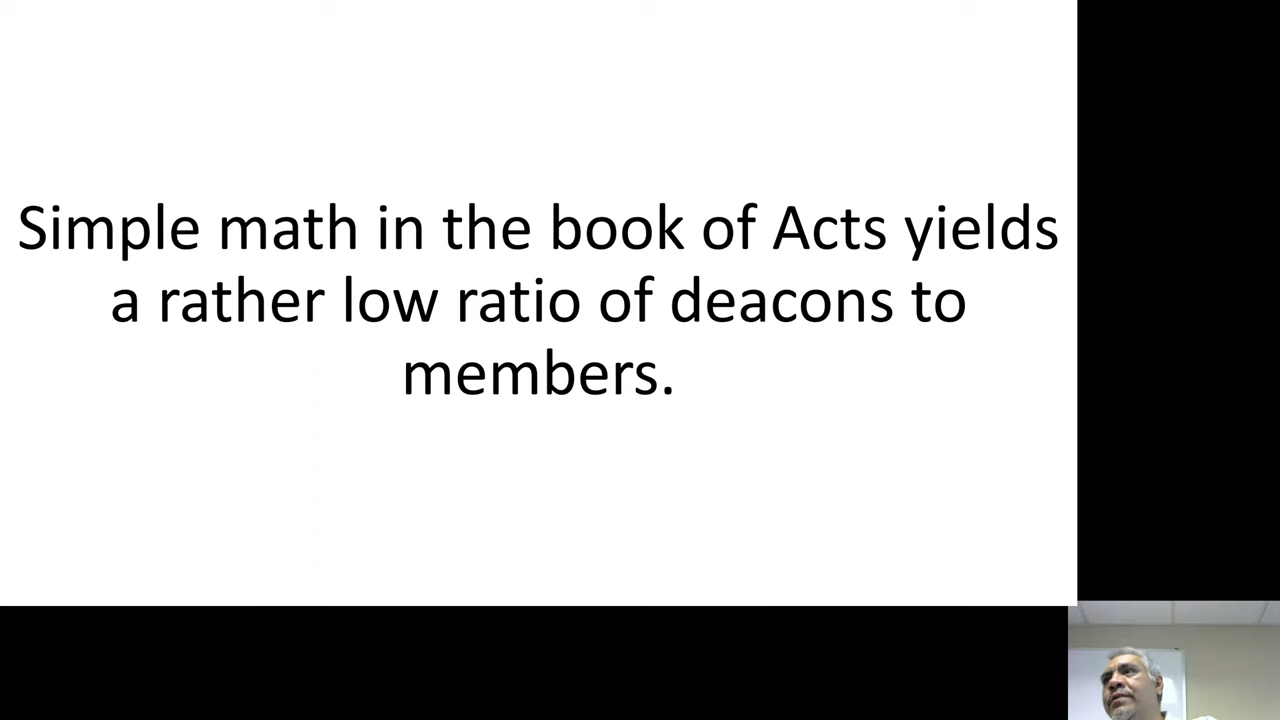 Simple math in the book of Acts yields
a rather low ratio of deacons to
members.